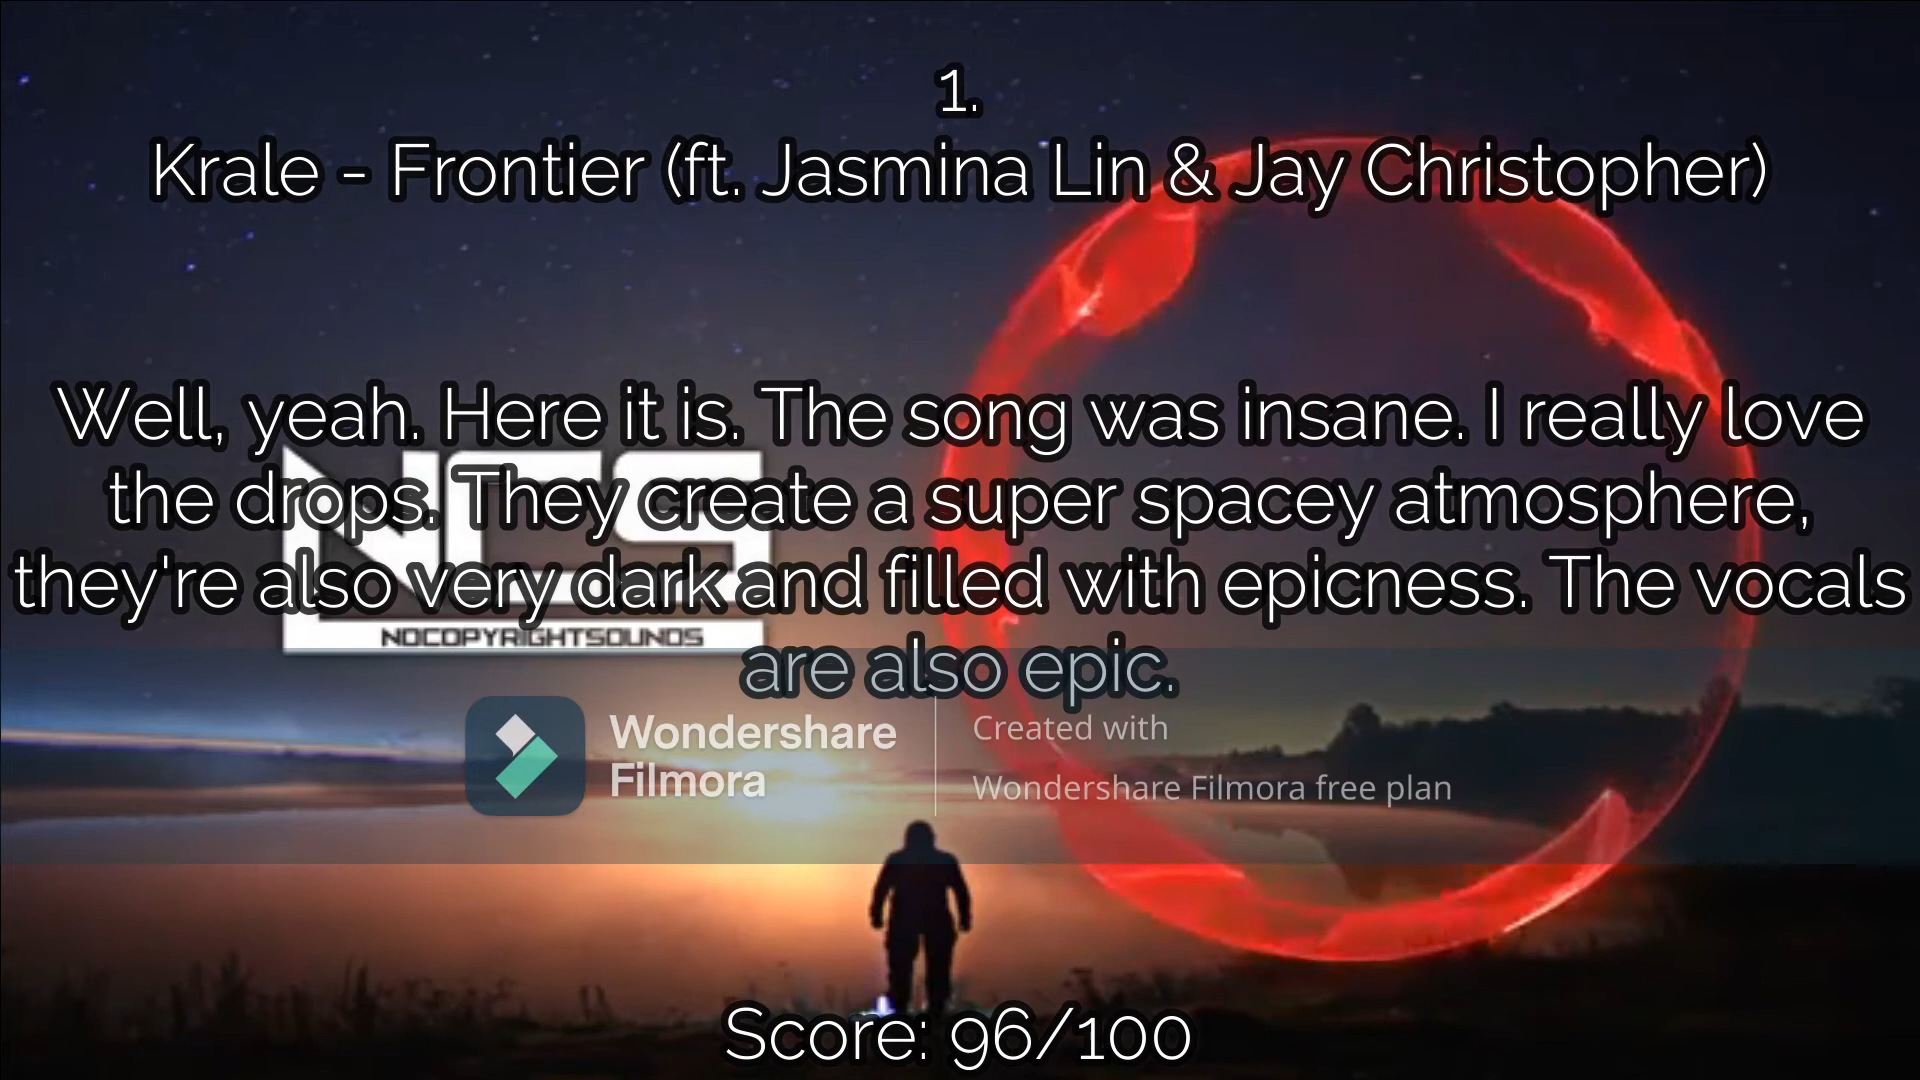 1.
Krale - Frontier (ft. Jasmina Lin & Jay Christopher)
Well, yeah. Here it is. The song was insane. I really love
the drops. They create a super spacey atmosphere,
NCS
they're also very dark and filled with epicness. The vocals
NOCOPYRIGHTSOUNDS
are also epic.
Wondershare
Filmora
Created with
Wondershare Filmora free plan
Score: 96/100